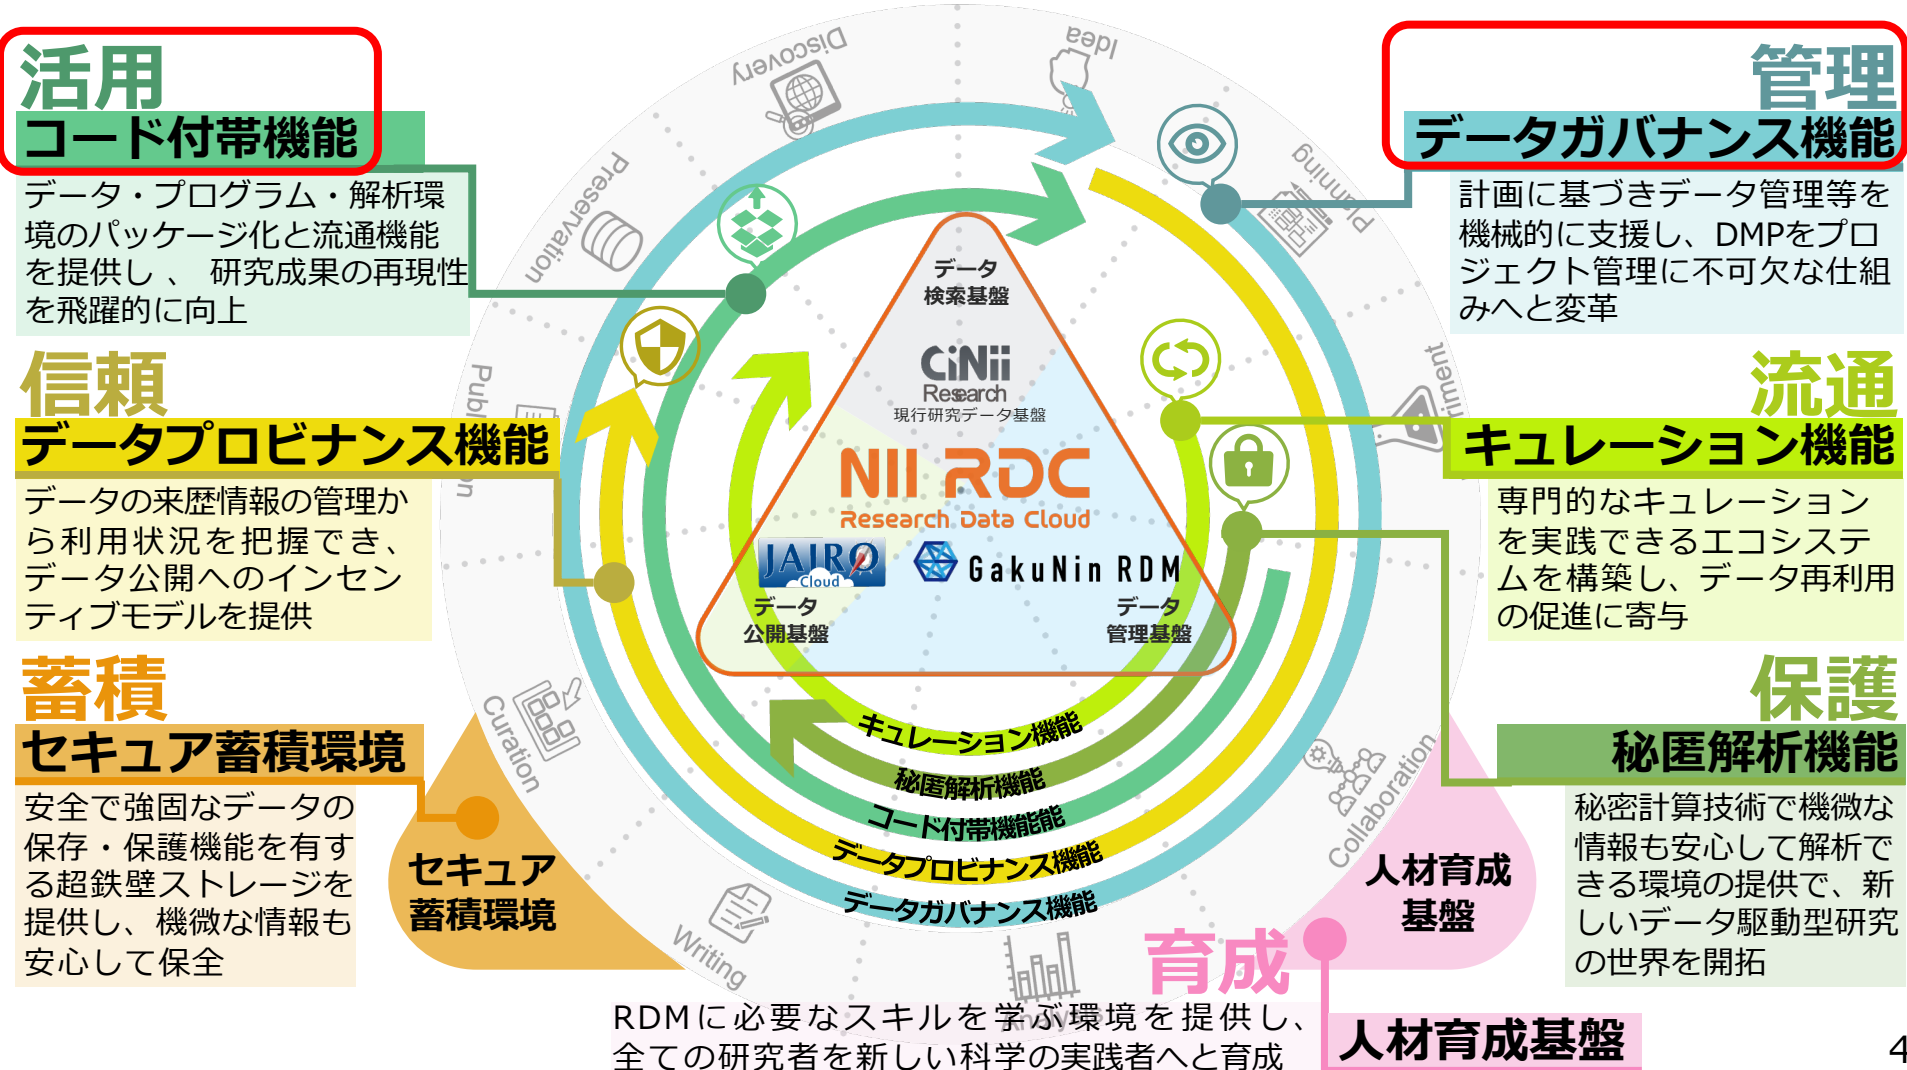 活用
コード付帯機能
データ・プログラム・解析環
境のパッケージ化と流通機能
を提供し 、 研究成果の再現性
を飛躍的に向上
信頼
データプロビナンス機能
データの来歴情報の管理か
ら利用状況を把握でき、
データ公開へのインセン
ティブモデルを提供
蓄積
セキュア蓄積環境
安全で強固なデータの
保存・保護機能を有す
る超鉄壁ストレージを
提供し、機微な情報も
安心して保全
セキュア
蓄積環境
Discovery
Idea
Preservation
Planning
Curation
Writing
Analysis
Collaboration
データ
検索基盤
CiNii
Research
現行研究データ基盤
NII RDC
Research Data Cloud
JAIRO
Cloud
GakuNin RDM
データ
公開基盤
データ
管理基盤
キュレーション機能
秘匿解析機能
コード付帯機能能
データプロビナンス機能
データガバナンス機能
管理
データガバナンス機能
計画に基づきデータ管理等を
機械的に支援し、DMPをプロ
ジェクト管理に不可欠な仕組
みへと変革
流通
キュレーション機能
専門的なキュレーション
を実践できるエコシステ
ムを構築し、データ再利用
の促進に寄与
保護
秘匿解析機能
秘密計算技術で機微な
情報も安心して解析で
きる環境の提供で、新
しいデータ駆動型研究
の世界を開拓
人材育成
基盤
育成
RDMに必要なスキルを学ぶ環境を提供し、
全ての研究者を新しい科学の実践者へと育成
人材育成基盤
4